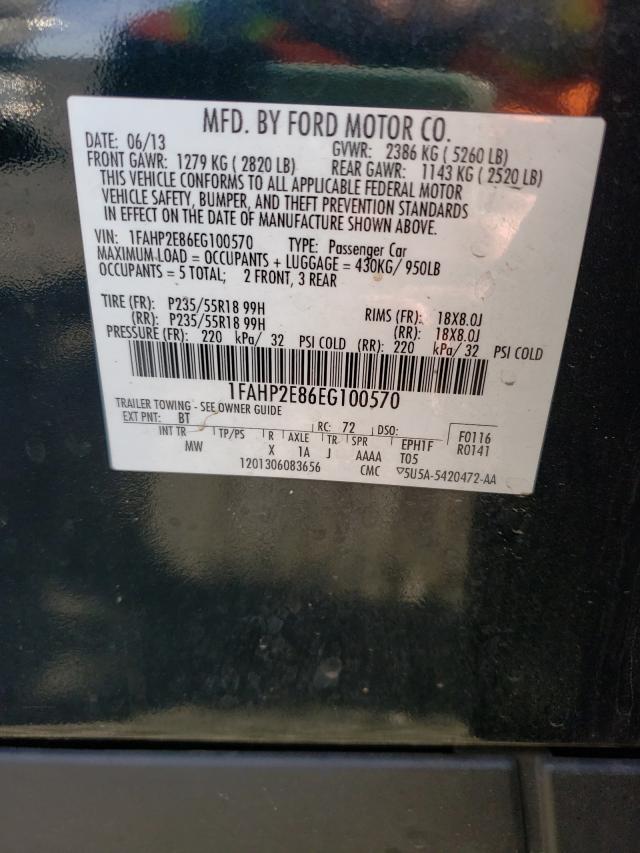 MFD. BY FORD MOTOR CO.
DATE: 06/13 GVWR: 2386 KG ( 5260 LB)
FRONT GAWR: 1279 KG ( 2820 LB) REAR GAWR: 1143 KG ( 2520 LB)
THIS VEHICLE CONFORMS TO ALL APPLICABLE FEDERAL MOTOR
VEHICLE SAFETY, BUMPER, AND THEFT PREVENTION STANDARDS
IN EFFECT ON THE DATE OF MANUFACTURE SHOWN ABOVE.
VIN: 1FAHP2E86EG100570 TYPE: Passenger Car
MAXIMUM LOAD = OCCUPANTS + LUGGAGE = 430KG/ 950LB
OCCUPANTS = 5 TOTAL; 2 FRONT, 3 REAR
TIRE (FR): P235/55R18 99H RIMS (FR): 18X8.0J
(RR): P235/55R18 99H (RR): 18X8.0J
PRESSURE (FR): 220 kPa/ 32 PSI COLD (RR): 220 kPa/ 32 PSI COLD
1FAHP2E86EG100570
TRAILER TOWING - SEE OWNER GUIDE
EXT PNT: BT RC: 72 DSO: F0116
INT TR TP/PS R AXLE TR SPR EPH1F R0141
MW X 1A J AAAA T05
1201306083656 CMC ▽5U5A-5420472-AA